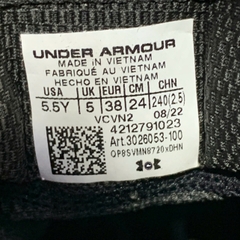 UNDER ARMOUR
MADE IN VIETNAM
FABRIQUÉ AU VIETNAM
HECHO EN VIETNAM
USA UK EUR CM CHN
5.5Y 5 38 24 240(2.5)
VCVN2 08/22
4212791023
Art.3026053-100
QP8SVMN9720XDHN